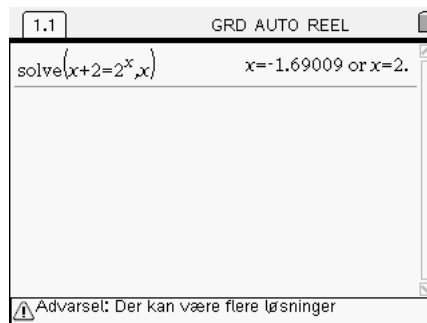 1.1 GRD AUTO REEL
solve(x+2=2^x,x) x=-1.69009 or x=2.
Advarsel: Der kan være flere løsninger